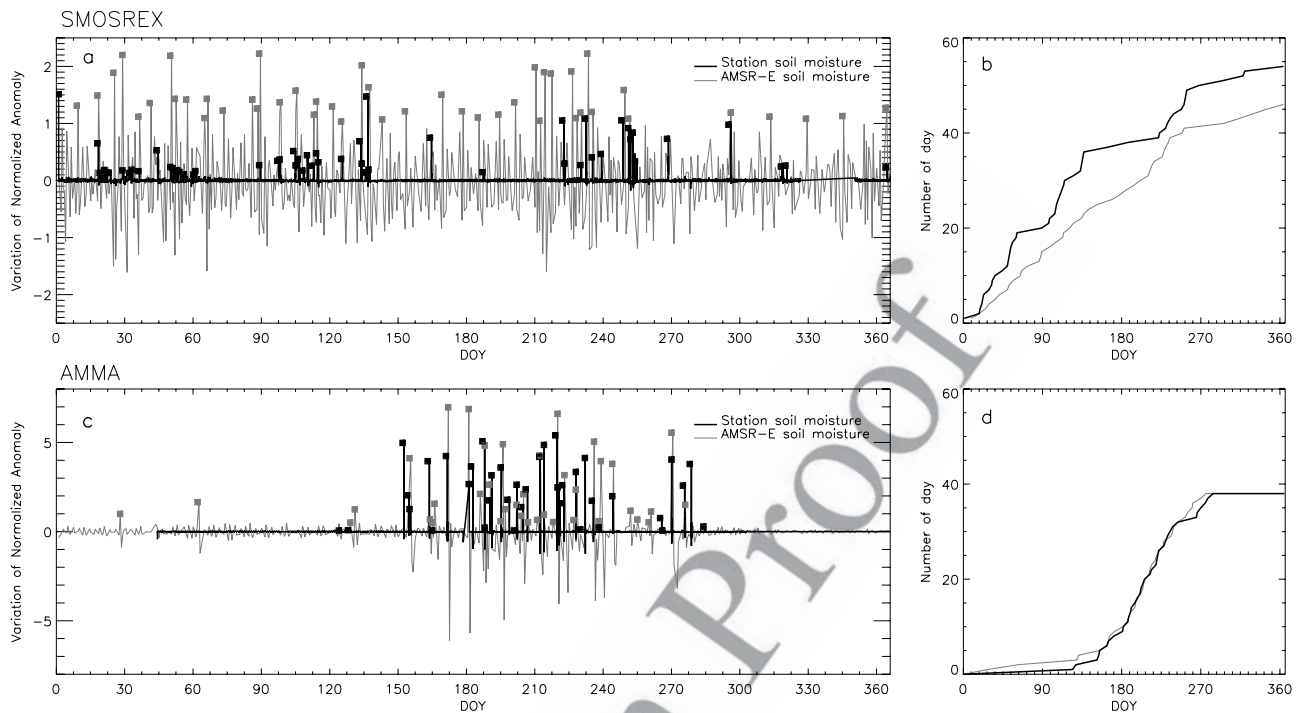 SMOSREX
a
Station soil moisture
AMSR-E soil moisture
Variation of Normalized Anomaly
2
1
0
-1
-2
0 30 60 90 120 150 180 210 240 270 300 330 360
DOY
b
Number of day
60
40
20
0
0 90 180 270 360
DOY
AMMA
c
Station soil moisture
AMSR-E soil moisture
Variation of Normalized Anomaly
5
0
-5
0 30 60 90 120 150 180 210 240 270 300 330 360
DOY
d
Number of day
60
40
20
0
0 90 180 270 360
DOY
Proof